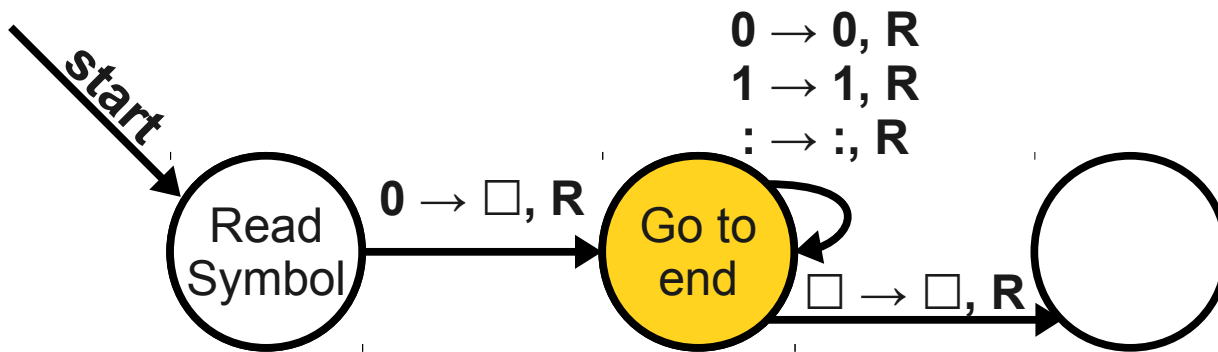 start
0 → 0, R
1 → 1, R
: → :, R
Read
Symbol
0 → □, R
Go to
end
□ → □, R